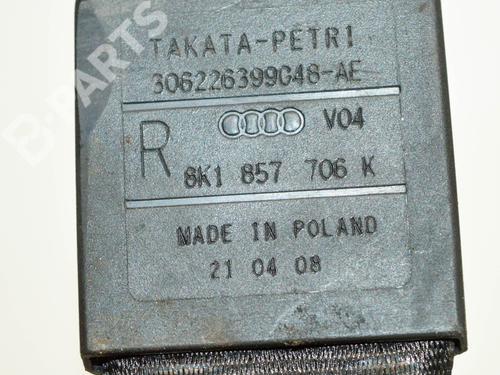 TAKATA-PETRI
306226399C48-AE
R V04
8K1 857 706 K
MADE IN POLAND
21 04 08
B-PARTS